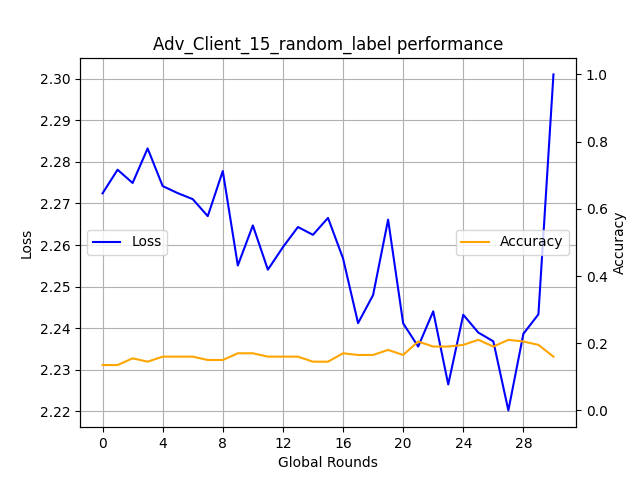 Adv_Client_15_random_label performance
2.30
2.29
2.28
2.27
2.26
2.25
2.24
2.23
2.22
Loss
1.0
0.8
0.6
0.4
0.2
0.0
Accuracy
Loss
Accuracy
0 4 8 12 16 20 24 28
Global Rounds